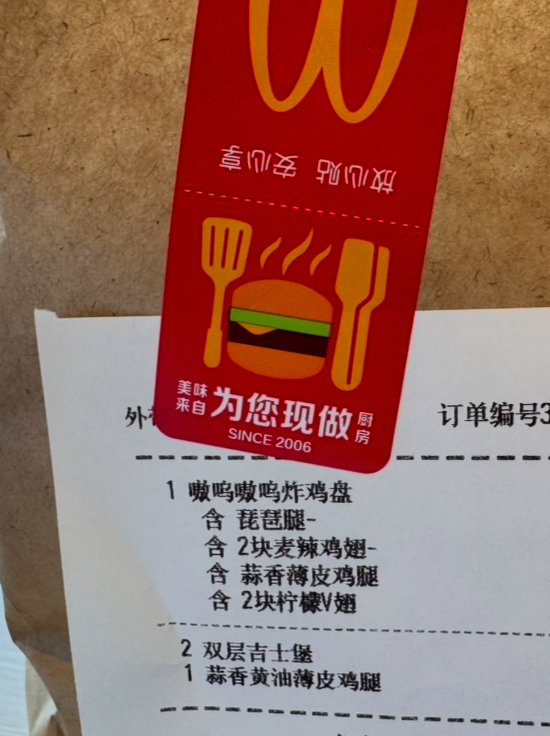 放心贴 安心享
美味来自 为您现做 厨房
SINCE 2006
外 订单编号3
1 嗷呜嗷呜炸鸡盘
含 琵琶腿-
含 2块麦辣鸡翅-
含 蒜香薄皮鸡腿
含 2块柠檬V翅
2 双层吉士堡
1 蒜香黄油薄皮鸡腿